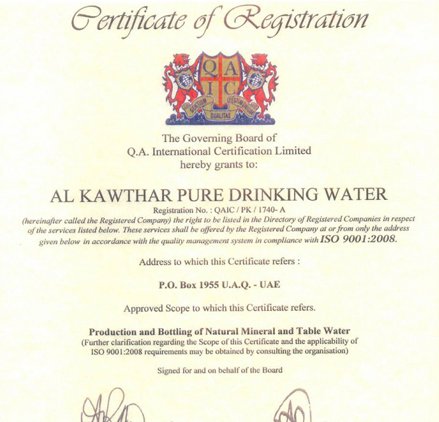 Certificate of Registration
Q A
I C
QUALITAS
The Governing Board of
Q.A. International Certification Limited
hereby grants to:
AL KAWTHAR PURE DRINKING WATER
Registration No. : QAIC / PK / 1740- A
(hereinafter called the Registered Company) the right to be listed in the Directory of Registered Companies in respect
of the services listed below. These services shall be offered by the Registered Company at or from only the address
given below in accordance with the quality management system in compliance with ISO 9001:2008.
Address to which this Certificate refers :
P.O. Box 1955 U.A.Q. - UAE
Approved Scope to which this Certificate refers.
Production and Bottling of Natural Mineral and Table Water
(Further clarification regarding the Scope of this Certificate and the applicability of
ISO 9001:2008 requirements may be obtained by consulting the organisation)
Signed for and on behalf of the Board